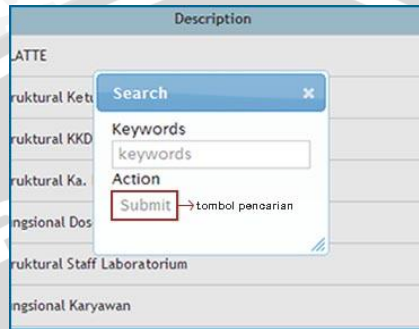 Description
LATTE
ruktural Ketu
Search
ruktural KKD
Keywords
keywords
ruktural Ka.
Action
Submit
tombol pencarian
ngsional Dos
ruktural Staff Laboratorium
ngsional Karyawan